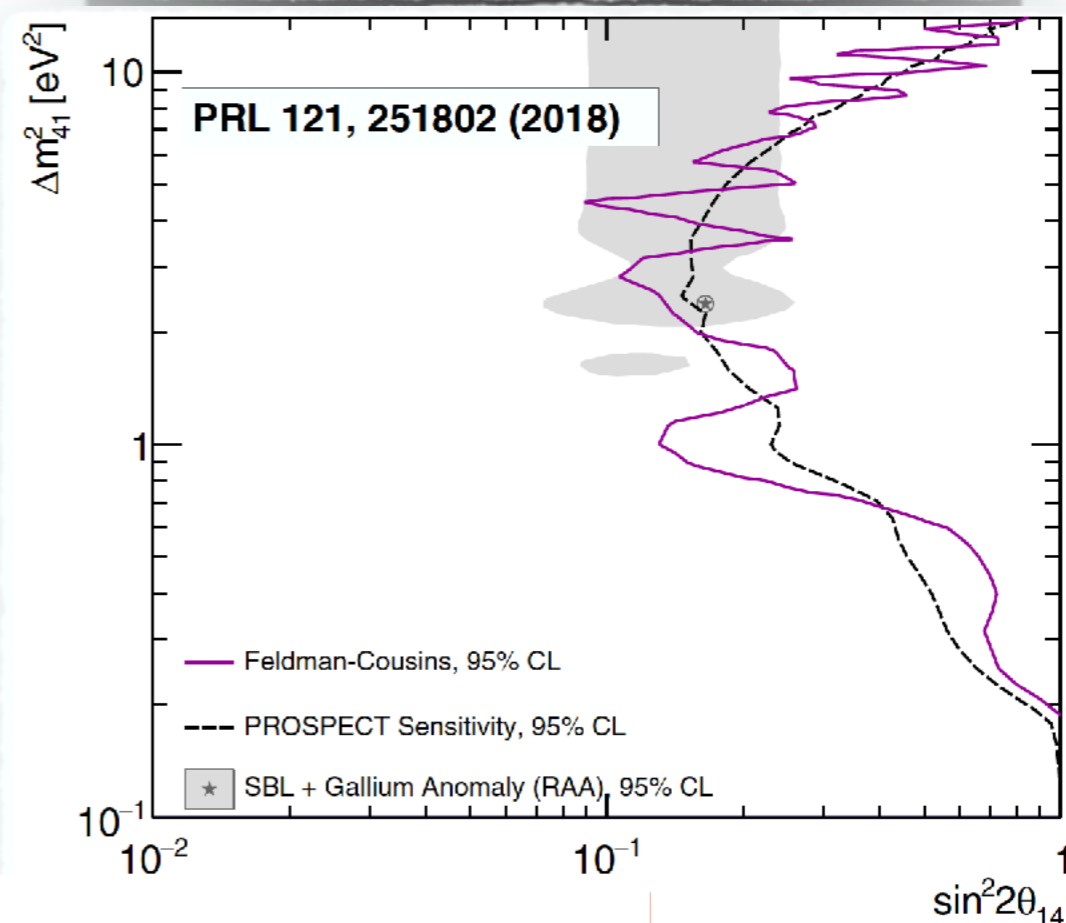 Δm²₄₁ [eV²]
10
PRL 121, 251802 (2018)
1
Feldman-Cousins, 95% CL
PROSPECT Sensitivity, 95% CL
SBL + Gallium Anomaly (RAA), 95% CL
10⁻¹
10⁻² 10⁻¹ 1
sin²2θ₁₄